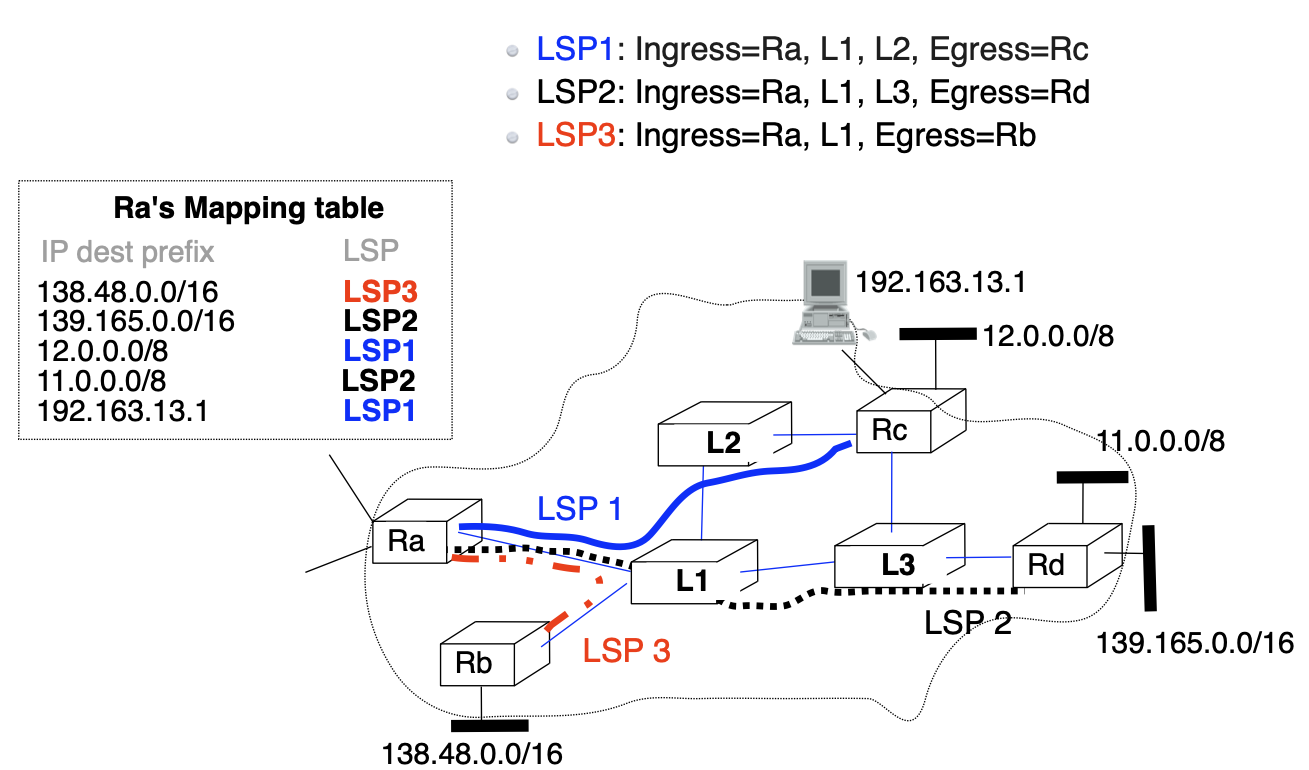 LSP1: Ingress=Ra, L1, L2, Egress=Rc
LSP2: Ingress=Ra, L1, L3, Egress=Rd
LSP3: Ingress=Ra, L1, Egress=Rb
Ra's Mapping table
IP dest prefix LSP
138.48.0.0/16 LSP3
139.165.0.0/16 LSP2
12.0.0.0/8 LSP1
11.0.0.0/8 LSP2
192.163.13.1 LSP1
192.163.13.1
12.0.0.0/8
L2
Rc
11.0.0.0/8
LSP 1
Ra
L1
L3
Rd
LSP 2
LSP 3
139.165.0.0/16
Rb
138.48.0.0/16